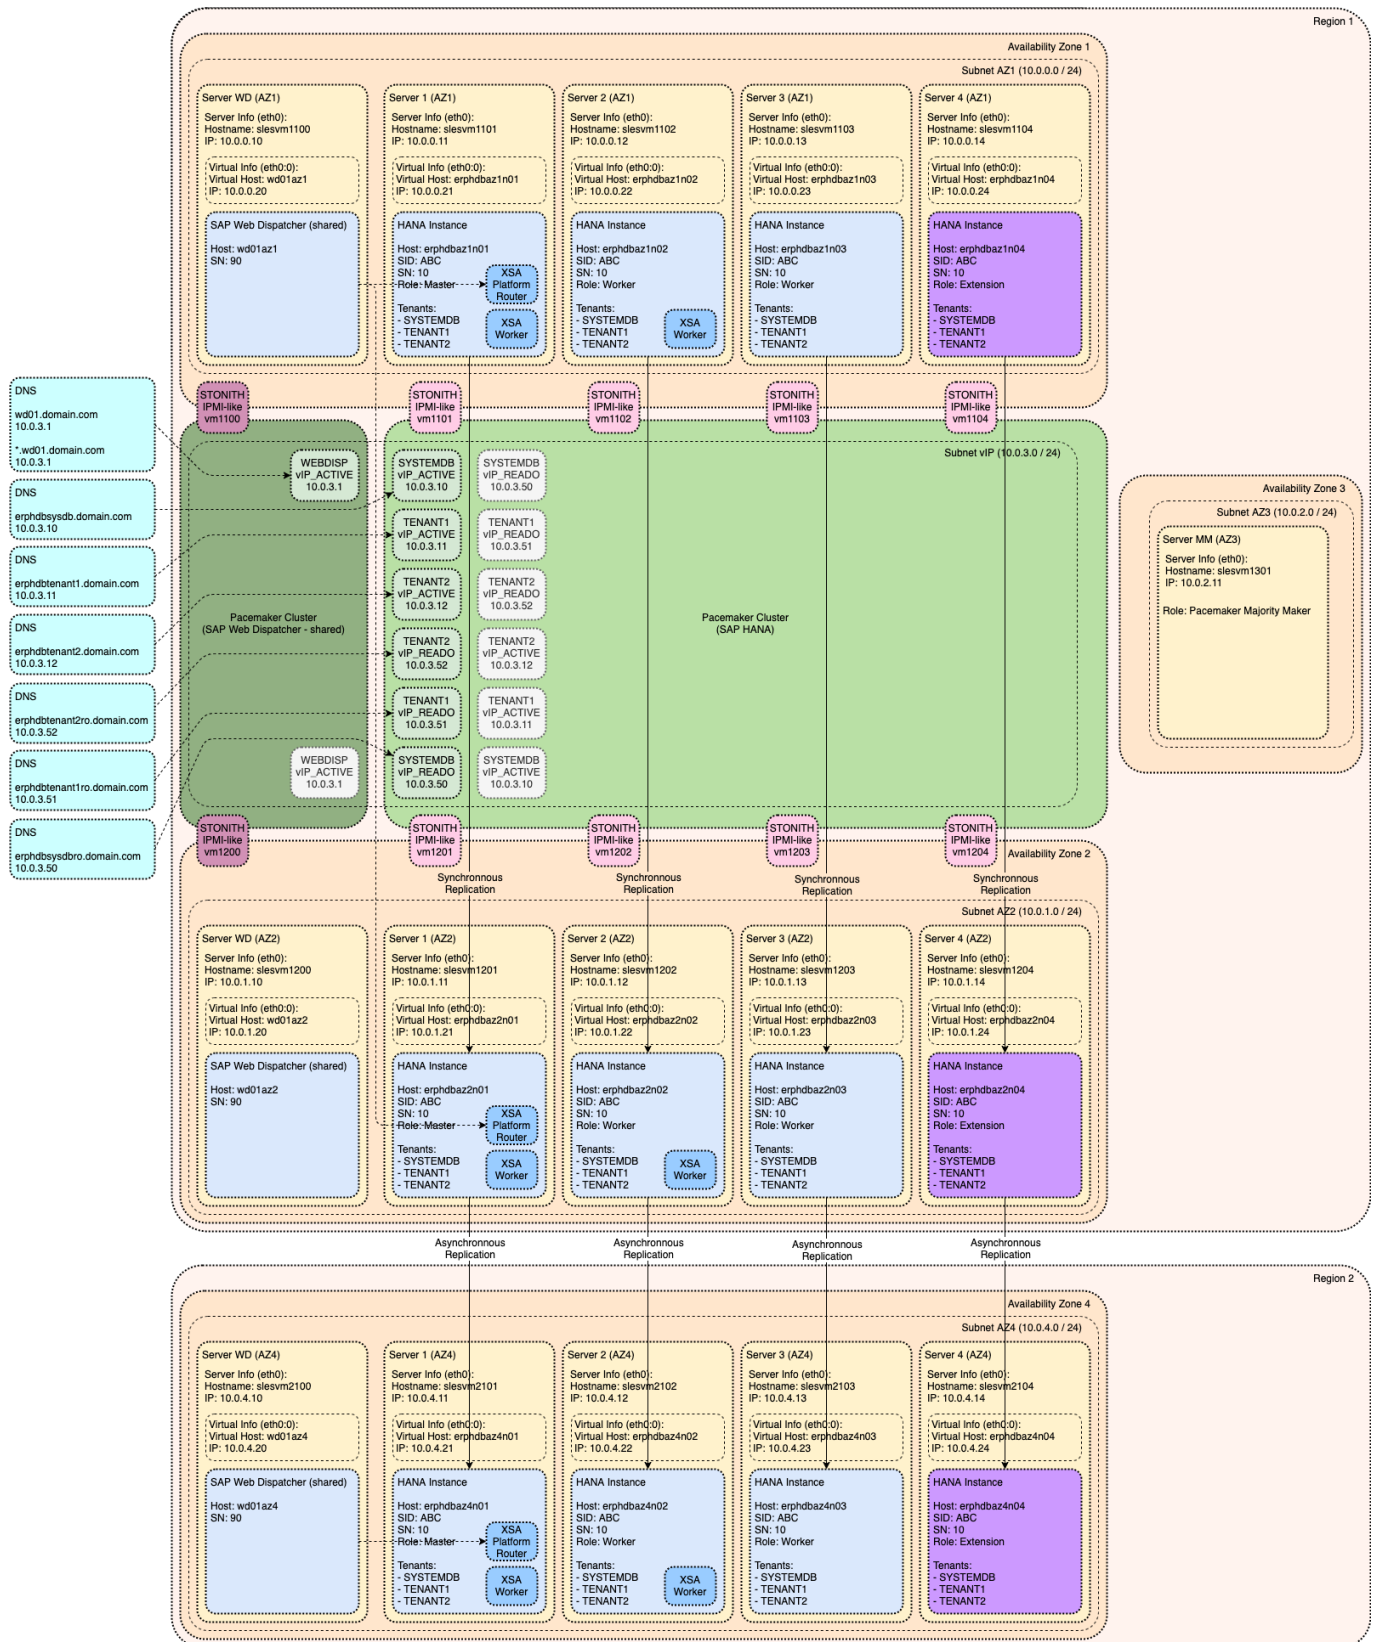 Region 1
Availability Zone 1
Subnet AZ1 (10.0.0.0 / 24)
Server WD (AZ1)
Server Info (eth0):
Hostname: slesvm1100
IP: 10.0.0.10
Virtual Info (eth0:0):
Virtual Host: wd01az1
IP: 10.0.0.20
SAP Web Dispatcher (shared)
Host: wd01az1
SN: 90
Server 1 (AZ1)
Server Info (eth0):
Hostname: slesvm1101
IP: 10.0.0.11
Virtual Info (eth0:0):
Virtual Host: erphdbaz1n01
IP: 10.0.0.21
HANA Instance
Host: erphdbaz1n01
SID: ABC
SN: 10
Role: Master
Tenants:
- SYSTEMDB
- TENANT1
- TENANT2
XSA
Platform
Router
XSA
Worker
Server 2 (AZ1)
Server Info (eth0):
Hostname: slesvm1102
IP: 10.0.0.12
Virtual Info (eth0:0):
Virtual Host: erphdbaz1n02
IP: 10.0.0.22
HANA Instance
Host: erphdbaz1n02
SID: ABC
SN: 10
Role: Worker
Tenants:
- SYSTEMDB
- TENANT1
- TENANT2
XSA
Worker
Server 3 (AZ1)
Server Info (eth0):
Hostname: slesvm1103
IP: 10.0.0.13
Virtual Info (eth0:0):
Virtual Host: erphdbaz1n03
IP: 10.0.0.23
HANA Instance
Host: erphdbaz1n03
SID: ABC
SN: 10
Role: Worker
Tenants:
- SYSTEMDB
- TENANT1
- TENANT2
Server 4 (AZ1)
Server Info (eth0):
Hostname: slesvm1104
IP: 10.0.0.14
Virtual Info (eth0:0):
Virtual Host: erphdbaz1n04
IP: 10.0.0.24
HANA Instance
Host: erphdbaz1n04
SID: ABC
SN: 10
Role: Extension
Tenants:
- SYSTEMDB
- TENANT1
- TENANT2
STONITH
IPMI-like
vm1100
STONITH
IPMI-like
vm1101
STONITH
IPMI-like
vm1102
STONITH
IPMI-like
vm1103
STONITH
IPMI-like
vm1104
DNS
wd01.domain.com
10.0.3.1
*.wd01.domain.com
10.0.3.1
DNS
erphdbsysdb.domain.com
10.0.3.10
DNS
erphdbtenant1.domain.com
10.0.3.11
DNS
erphdbtenant2.domain.com
10.0.3.12
DNS
erphdbtenant2ro.domain.com
10.0.3.52
DNS
erphdbtenant1ro.domain.com
10.0.3.51
DNS
erphdbsysdbro.domain.com
10.0.3.50
WEBDISP
vIP_ACTIVE
10.0.3.1
Pacemaker Cluster
(SAP Web Dispatcher - shared)
WEBDISP
vIP_ACTIVE
10.0.3.1
Subnet vIP (10.0.3.0 / 24)
SYSTEMDB
vIP_ACTIVE
10.0.3.10
SYSTEMDB
vIP_READO
10.0.3.50
TENANT1
vIP_ACTIVE
10.0.3.11
TENANT1
vIP_READO
10.0.3.51
TENANT2
vIP_ACTIVE
10.0.3.12
TENANT2
vIP_READO
10.0.3.52
TENANT2
vIP_READO
10.0.3.52
TENANT2
vIP_ACTIVE
10.0.3.12
TENANT1
vIP_READO
10.0.3.51
TENANT1
vIP_ACTIVE
10.0.3.11
SYSTEMDB
vIP_READO
10.0.3.50
SYSTEMDB
vIP_ACTIVE
10.0.3.10
Pacemaker Cluster
(SAP HANA)
Availability Zone 3
Subnet AZ3 (10.0.2.0 / 24)
Server MM (AZ3)
Server Info (eth0):
Hostname: slesvm1301
IP: 10.0.2.11
Role: Pacemaker Majority Maker
STONITH
IPMI-like
vm1200
STONITH
IPMI-like
vm1201
STONITH
IPMI-like
vm1202
STONITH
IPMI-like
vm1203
STONITH
IPMI-like
vm1204
Availability Zone 2
Synchronnous
Replication
Synchronnous
Replication
Synchronnous
Replication
Synchronnous
Replication
Subnet AZ2 (10.0.1.0 / 24)
Server WD (AZ2)
Server Info (eth0):
Hostname: slesvm1200
IP: 10.0.1.10
Virtual Info (eth0:0):
Virtual Host: wd01az2
IP: 10.0.1.20
SAP Web Dispatcher (shared)
Host: wd01az2
SN: 90
Server 1 (AZ2)
Server Info (eth0):
Hostname: slesvm1201
IP: 10.0.1.11
Virtual Info (eth0:0):
Virtual Host: erphdbaz2n01
IP: 10.0.1.21
HANA Instance
Host: erphdbaz2n01
SID: ABC
SN: 10
Role: Master
Tenants:
- SYSTEMDB
- TENANT1
- TENANT2
XSA
Platform
Router
XSA
Worker
Server 2 (AZ2)
Server Info (eth0):
Hostname: slesvm1202
IP: 10.0.1.12
Virtual Info (eth0:0):
Virtual Host: erphdbaz2n02
IP: 10.0.1.22
HANA Instance
Host: erphdbaz2n02
SID: ABC
SN: 10
Role: Worker
Tenants:
- SYSTEMDB
- TENANT1
- TENANT2
XSA
Worker
Server 3 (AZ2)
Server Info (eth0):
Hostname: slesvm1203
IP: 10.0.1.13
Virtual Info (eth0:0):
Virtual Host: erphdbaz2n03
IP: 10.0.1.23
HANA Instance
Host: erphdbaz2n03
SID: ABC
SN: 10
Role: Worker
Tenants:
- SYSTEMDB
- TENANT1
- TENANT2
Server 4 (AZ2)
Server Info (eth0):
Hostname: slesvm1204
IP: 10.0.1.14
Virtual Info (eth0:0):
Virtual Host: erphdbaz2n04
IP: 10.0.1.24
HANA Instance
Host: erphdbaz2n04
SID: ABC
SN: 10
Role: Extension
Tenants:
- SYSTEMDB
- TENANT1
- TENANT2
Asynchronnous
Replication
Asynchronnous
Replication
Asynchronnous
Replication
Asynchronnous
Replication
Region 2
Availability Zone 4
Subnet AZ4 (10.0.4.0 / 24)
Server WD (AZ4)
Server Info (eth0):
Hostname: slesvm2100
IP: 10.0.4.10
Virtual Info (eth0:0):
Virtual Host: wd01az4
IP: 10.0.4.20
SAP Web Dispatcher (shared)
Host: wd01az4
SN: 90
Server 1 (AZ4)
Server Info (eth0):
Hostname: slesvm2101
IP: 10.0.4.11
Virtual Info (eth0:0):
Virtual Host: erphdbaz4n01
IP: 10.0.4.21
HANA Instance
Host: erphdbaz4n01
SID: ABC
SN: 10
Role: Master
Tenants:
- SYSTEMDB
- TENANT1
- TENANT2
XSA
Platform
Router
XSA
Worker
Server 2 (AZ4)
Server Info (eth0):
Hostname: slesvm2102
IP: 10.0.4.12
Virtual Info (eth0:0):
Virtual Host: erphdbaz4n02
IP: 10.0.4.22
HANA Instance
Host: erphdbaz4n02
SID: ABC
SN: 10
Role: Worker
Tenants:
- SYSTEMDB
- TENANT1
- TENANT2
XSA
Worker
Server 3 (AZ4)
Server Info (eth0):
Hostname: slesvm2103
IP: 10.0.4.13
Virtual Info (eth0:0):
Virtual Host: erphdbaz4n03
IP: 10.0.4.23
HANA Instance
Host: erphdbaz4n03
SID: ABC
SN: 10
Role: Worker
Tenants:
- SYSTEMDB
- TENANT1
- TENANT2
Server 4 (AZ4)
Server Info (eth0):
Hostname: slesvm2104
IP: 10.0.4.14
Virtual Info (eth0:0):
Virtual Host: erphdbaz4n04
IP: 10.0.4.24
HANA Instance
Host: erphdbaz4n04
SID: ABC
SN: 10
Role: Extension
Tenants:
- SYSTEMDB
- TENANT1
- TENANT2